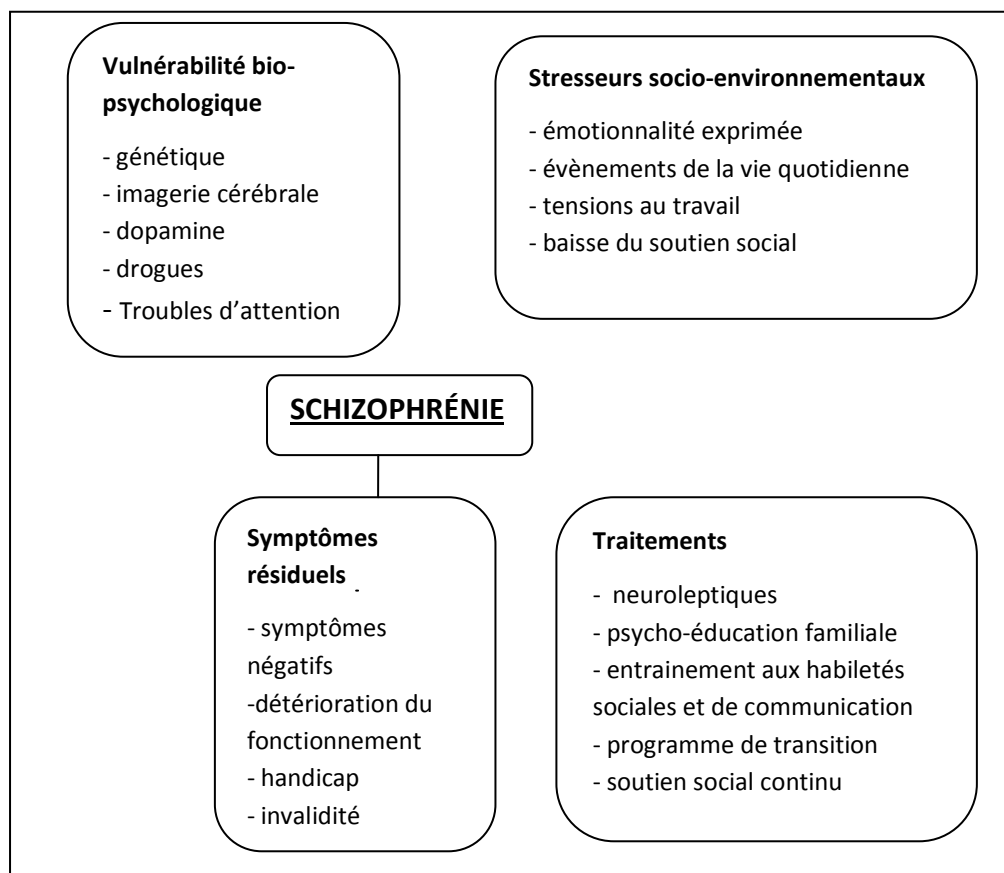 Vulnérabilité bio-
psychologique
- génétique
- imagerie cérébrale
- dopamine
- drogues
- Troubles d’attention
Stresseurs socio-environnementaux
- émotionnalité exprimée
- évènements de la vie quotidienne
- tensions au travail
- baisse du soutien social
SCHIZOPHRÉNIE
Symptômes
résiduels
- symptômes
négatifs
-détérioration du
fonctionnement
- handicap
- invalidité
Traitements
- neuroleptiques
- psycho-éducation familiale
- entrainement aux habiletés
sociales et de communication
- programme de transition
- soutien social continu